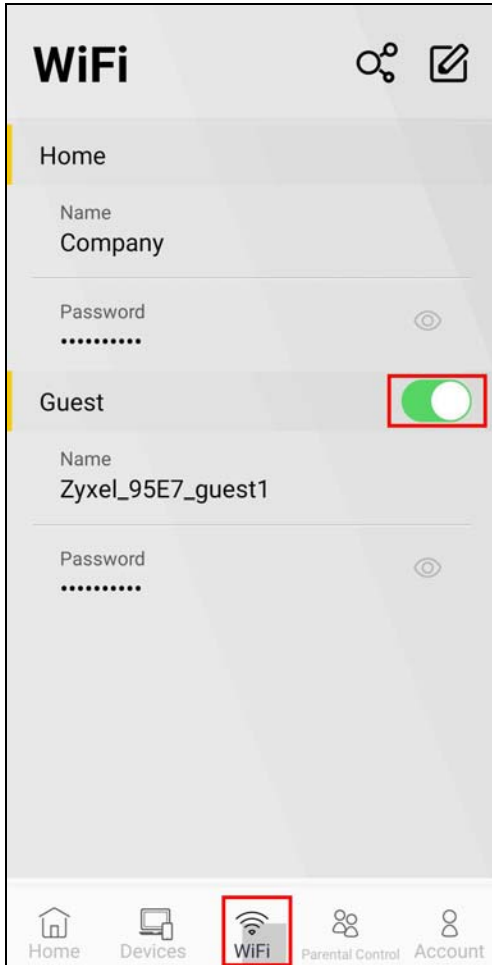 WiFi
Home
Name
Company
Password
••••••••••
Guest
Name
Zyxel_95E7_guest1
Password
••••••••••
Home Devices WiFi Parental Control Account